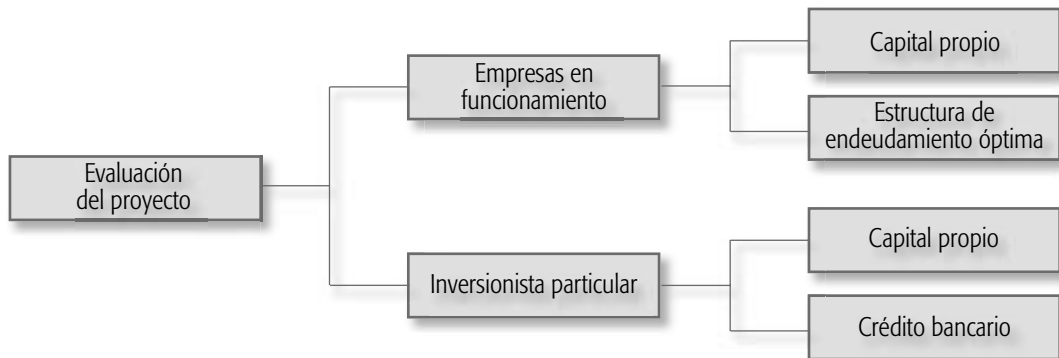 Evaluación
del proyecto
Empresas en
funcionamiento
Capital propio
Estructura de
endeudamiento óptima
Inversionista particular
Capital propio
Crédito bancario